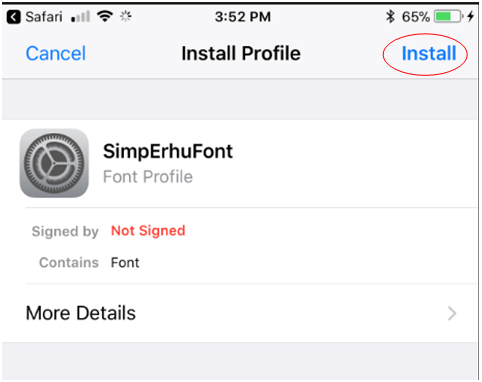 Safari 3:52 PM 65%
Cancel Install Profile Install
SimpErhuFont
Font Profile
Signed by Not Signed
Contains Font
More Details